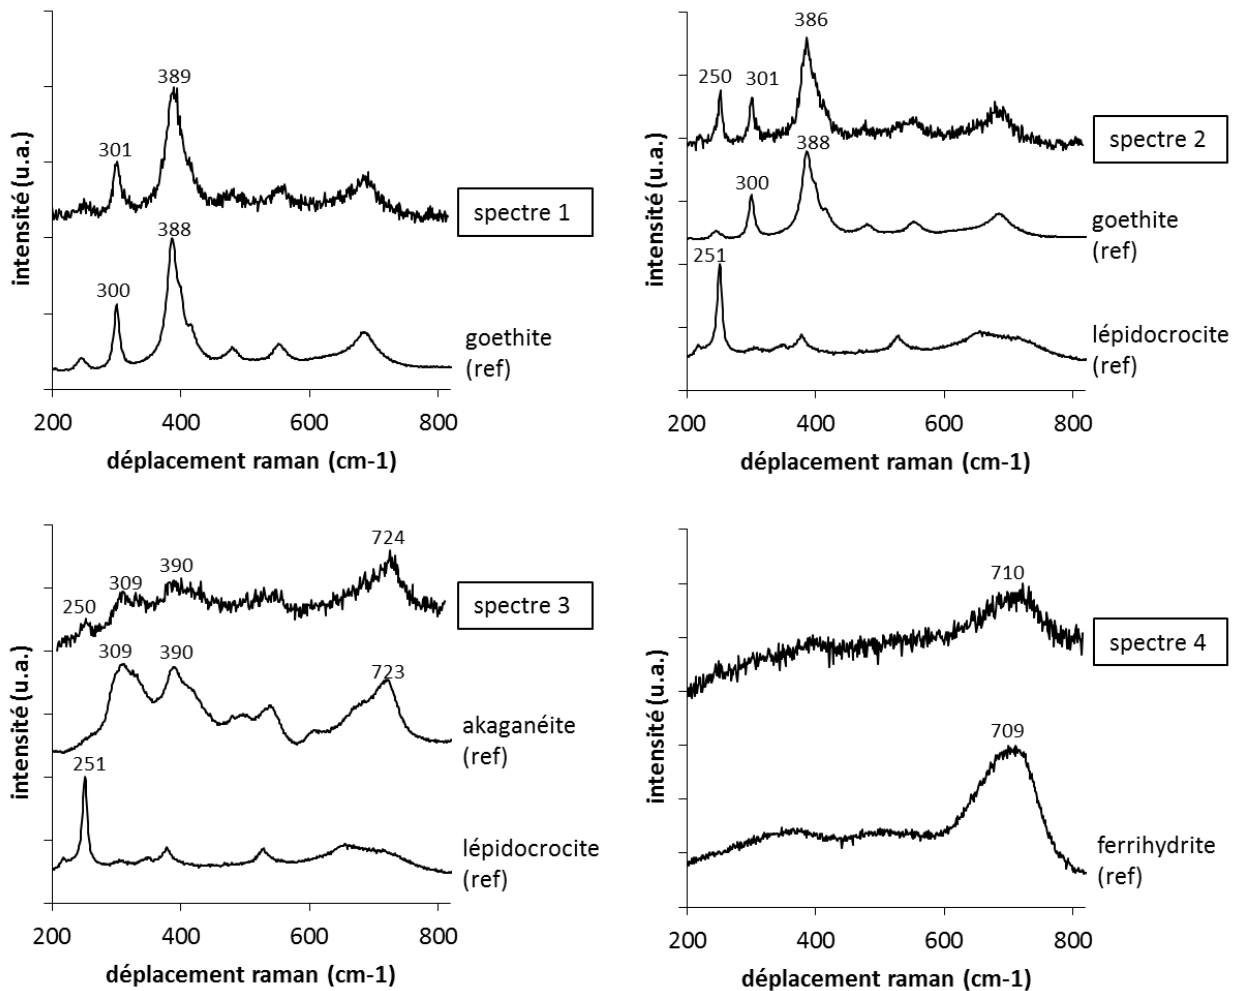 389
301
spectre 1
388
300
goethite
(ref)
intensité (u.a.)
200
400
600
800
déplacement raman (cm-1)
386
250
301
spectre 2
388
300
goethite
(ref)
251
lépidocrocite
(ref)
intensité (u.a.)
200
400
600
800
déplacement raman (cm-1)
724
390
309
250
spectre 3
309
390
723
akaganéite
(ref)
251
lépidocrocite
(ref)
intensité (u.a.)
200
400
600
800
déplacement raman (cm-1)
710
spectre 4
709
ferrihydrite
(ref)
intensité (u.a.)
200
400
600
800
déplacement raman (cm-1)